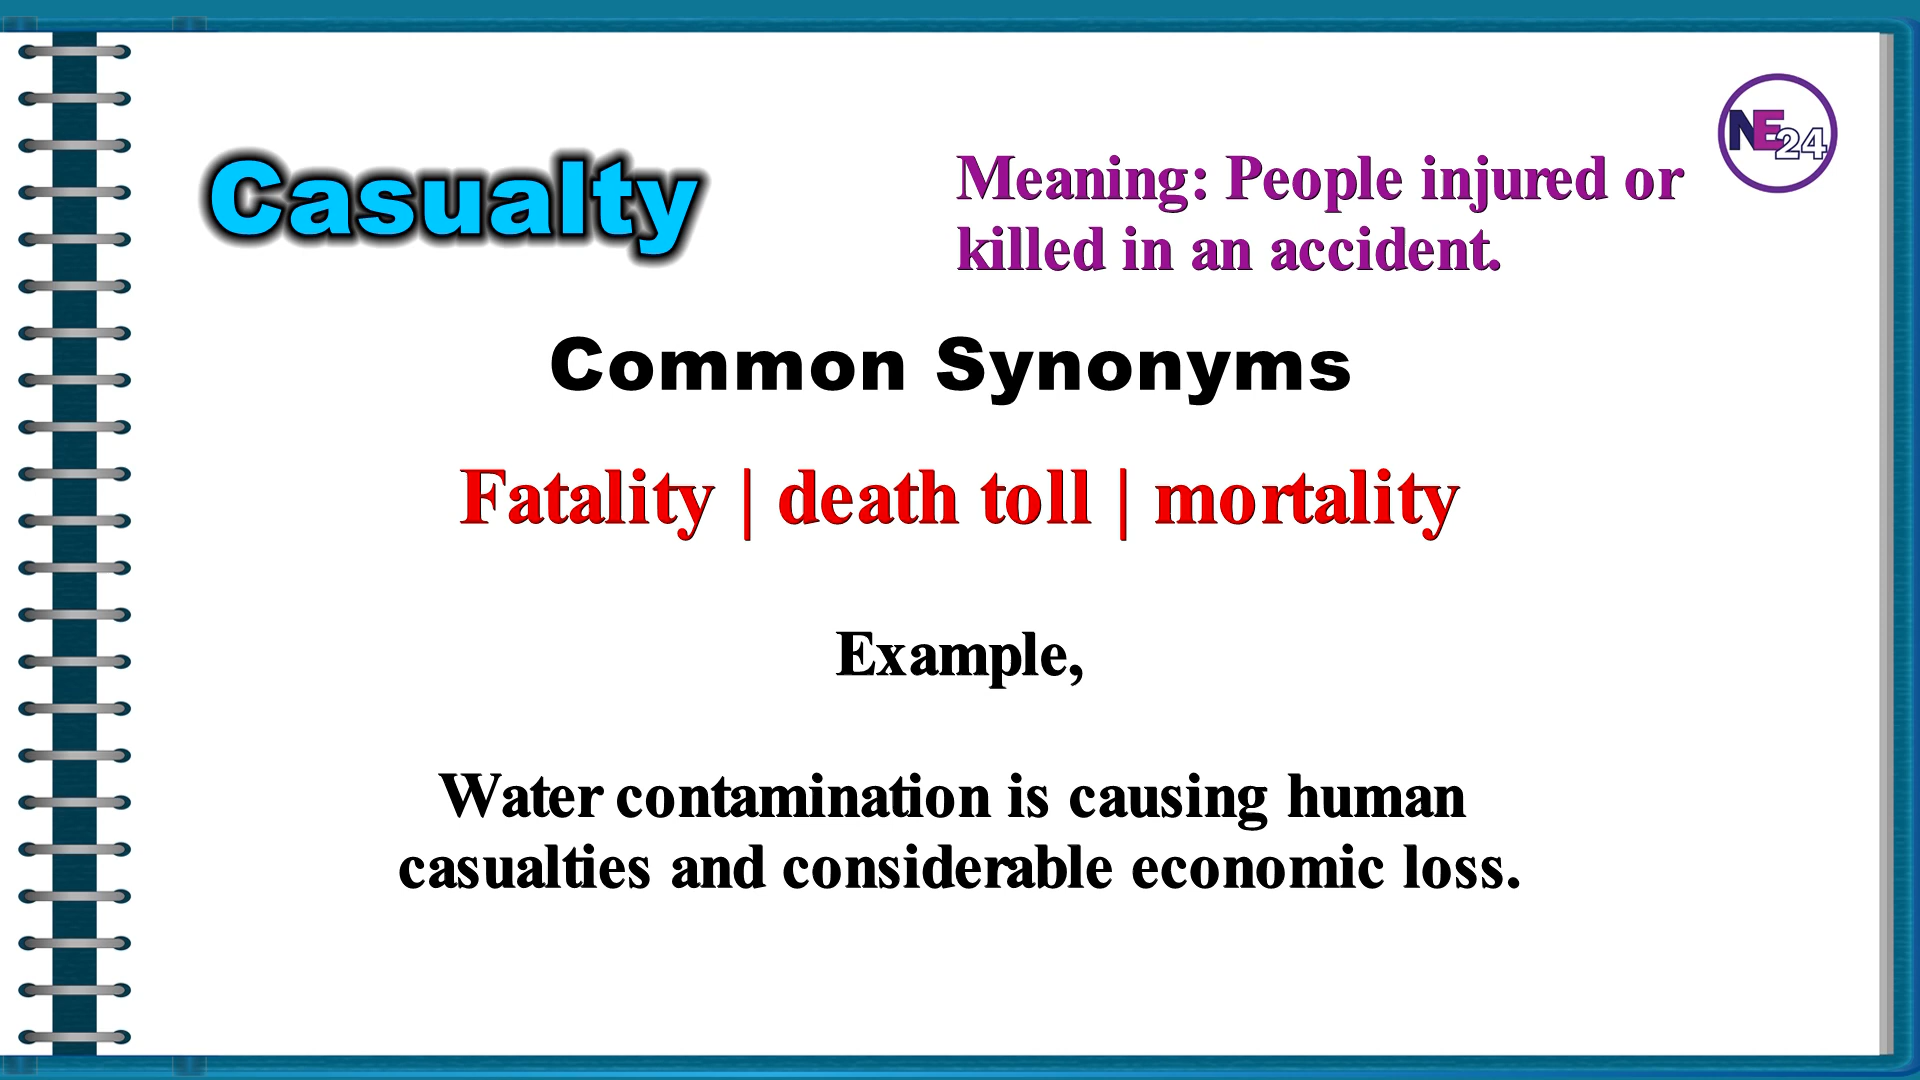 NE24
Casualty
Meaning: People injured or
killed in an accident.
Common Synonyms
Fatality | death toll | mortality
Example,
Water contamination is causing human
casualties and considerable economic loss.